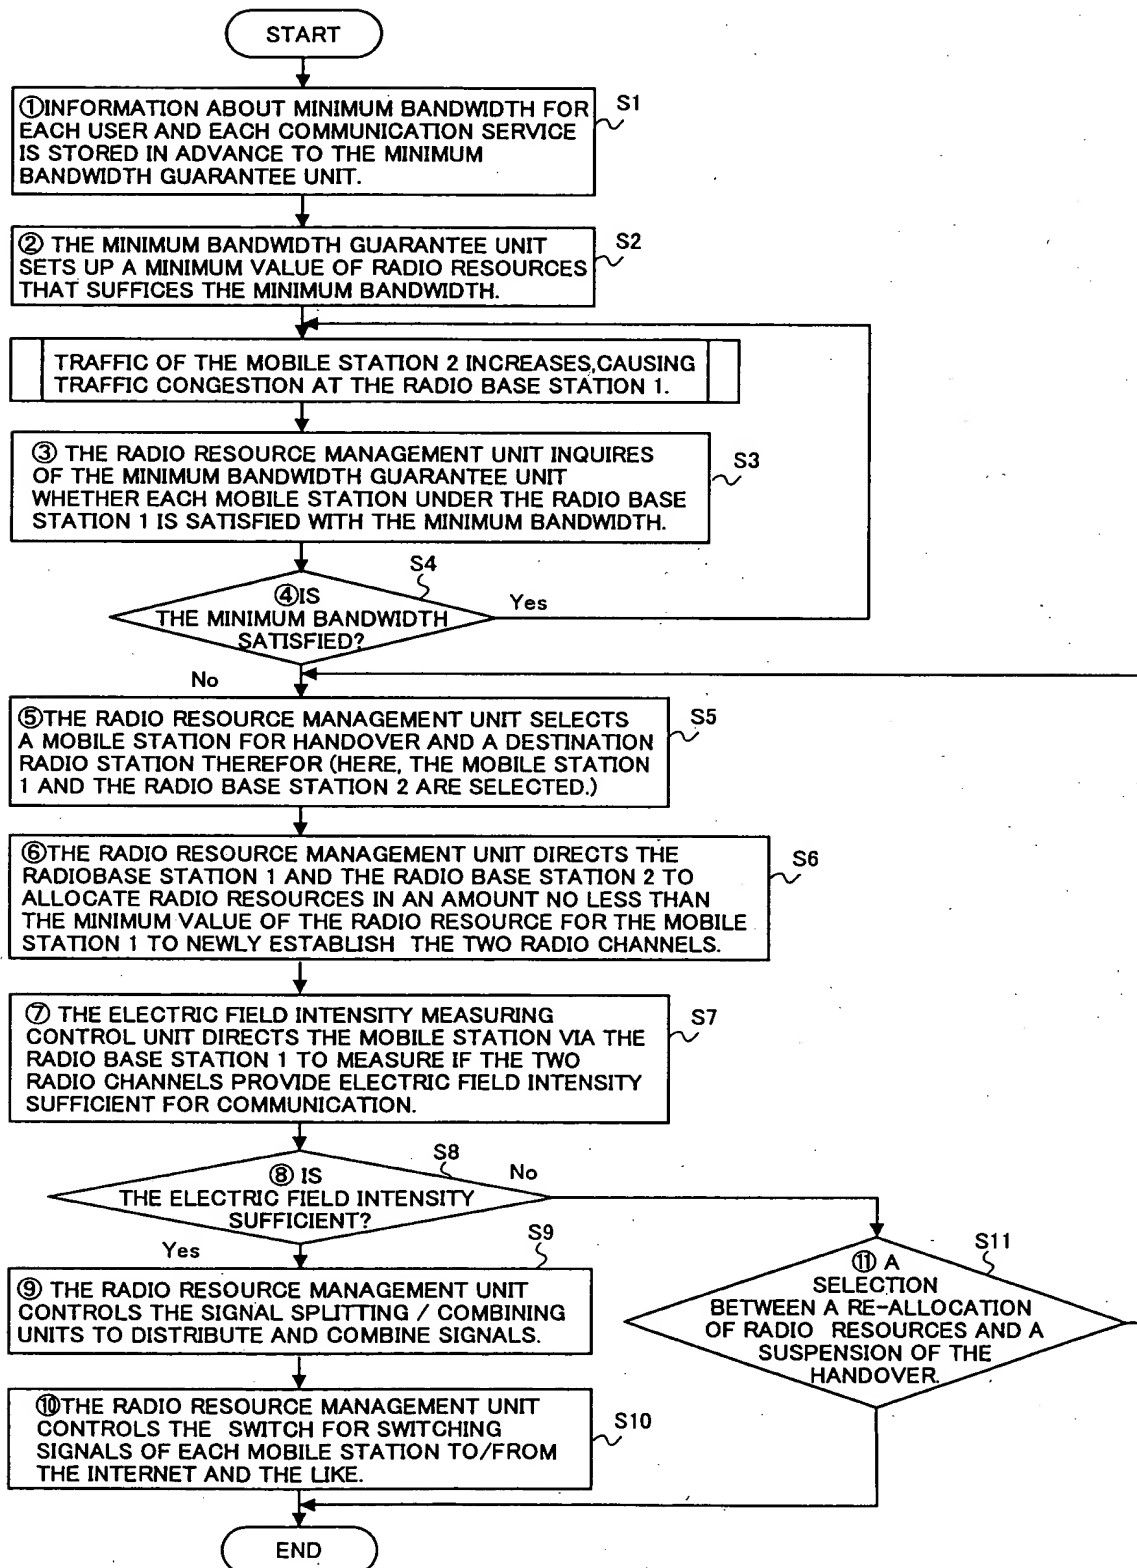 START
①INFORMATION ABOUT MINIMUM BANDWIDTH FOR
EACH USER AND EACH COMMUNICATION SERVICE
IS STORED IN ADVANCE TO THE MINIMUM
BANDWIDTH GUARANTEE UNIT.
S1
② THE MINIMUM BANDWIDTH GUARANTEE UNIT
SETS UP A MINIMUM VALUE OF RADIO RESOURCES
THAT SUFFICES THE MINIMUM BANDWIDTH.
S2
TRAFFIC OF THE MOBILE STATION 2 INCREASES,CAUSING
TRAFFIC CONGESTION AT THE RADIO BASE STATION 1.
③ THE RADIO RESOURCE MANAGEMENT UNIT INQUIRES
OF THE MINIMUM BANDWIDTH GUARANTEE UNIT
WHETHER EACH MOBILE STATION UNDER THE RADIO BASE
STATION 1 IS SATISFIED WITH THE MINIMUM BANDWIDTH.
S3
S4
④IS
THE MINIMUM BANDWIDTH
SATISFIED?
Yes
No
⑤THE RADIO RESOURCE MANAGEMENT UNIT SELECTS
A MOBILE STATION FOR HANDOVER AND A DESTINATION
RADIO STATION THEREFOR (HERE, THE MOBILE STATION
1 AND THE RADIO BASE STATION 2 ARE SELECTED.)
S5
⑥THE RADIO RESOURCE MANAGEMENT UNIT DIRECTS THE
RADIOBASE STATION 1 AND THE RADIO BASE STATION 2 TO
ALLOCATE RADIO RESOURCES IN AN AMOUNT NO LESS THAN
THE MINIMUM VALUE OF THE RADIO RESOURCE FOR THE MOBILE
STATION 1 TO NEWLY ESTABLISH THE TWO RADIO CHANNELS.
S6
⑦ THE ELECTRIC FIELD INTENSITY MEASURING
CONTROL UNIT DIRECTS THE MOBILE STATION VIA THE
RADIO BASE STATION 1 TO MEASURE IF THE TWO
RADIO CHANNELS PROVIDE ELECTRIC FIELD INTENSITY
SUFFICIENT FOR COMMUNICATION.
S7
S8
⑧ IS
THE ELECTRIC FIELD INTENSITY
SUFFICIENT?
No
Yes
S9
⑨ THE RADIO RESOURCE MANAGEMENT UNIT
CONTROLS THE SIGNAL SPLITTING / COMBINING
UNITS TO DISTRIBUTE AND COMBINE SIGNALS.
S11
⑪ A
SELECTION
BETWEEN A RE-ALLOCATION
OF RADIO RESOURCES AND A
SUSPENSION OF THE
HANDOVER.
⑩THE RADIO RESOURCE MANAGEMENT UNIT
CONTROLS THE SWITCH FOR SWITCHING
SIGNALS OF EACH MOBILE STATION TO/FROM
THE INTERNET AND THE LIKE.
S10
END